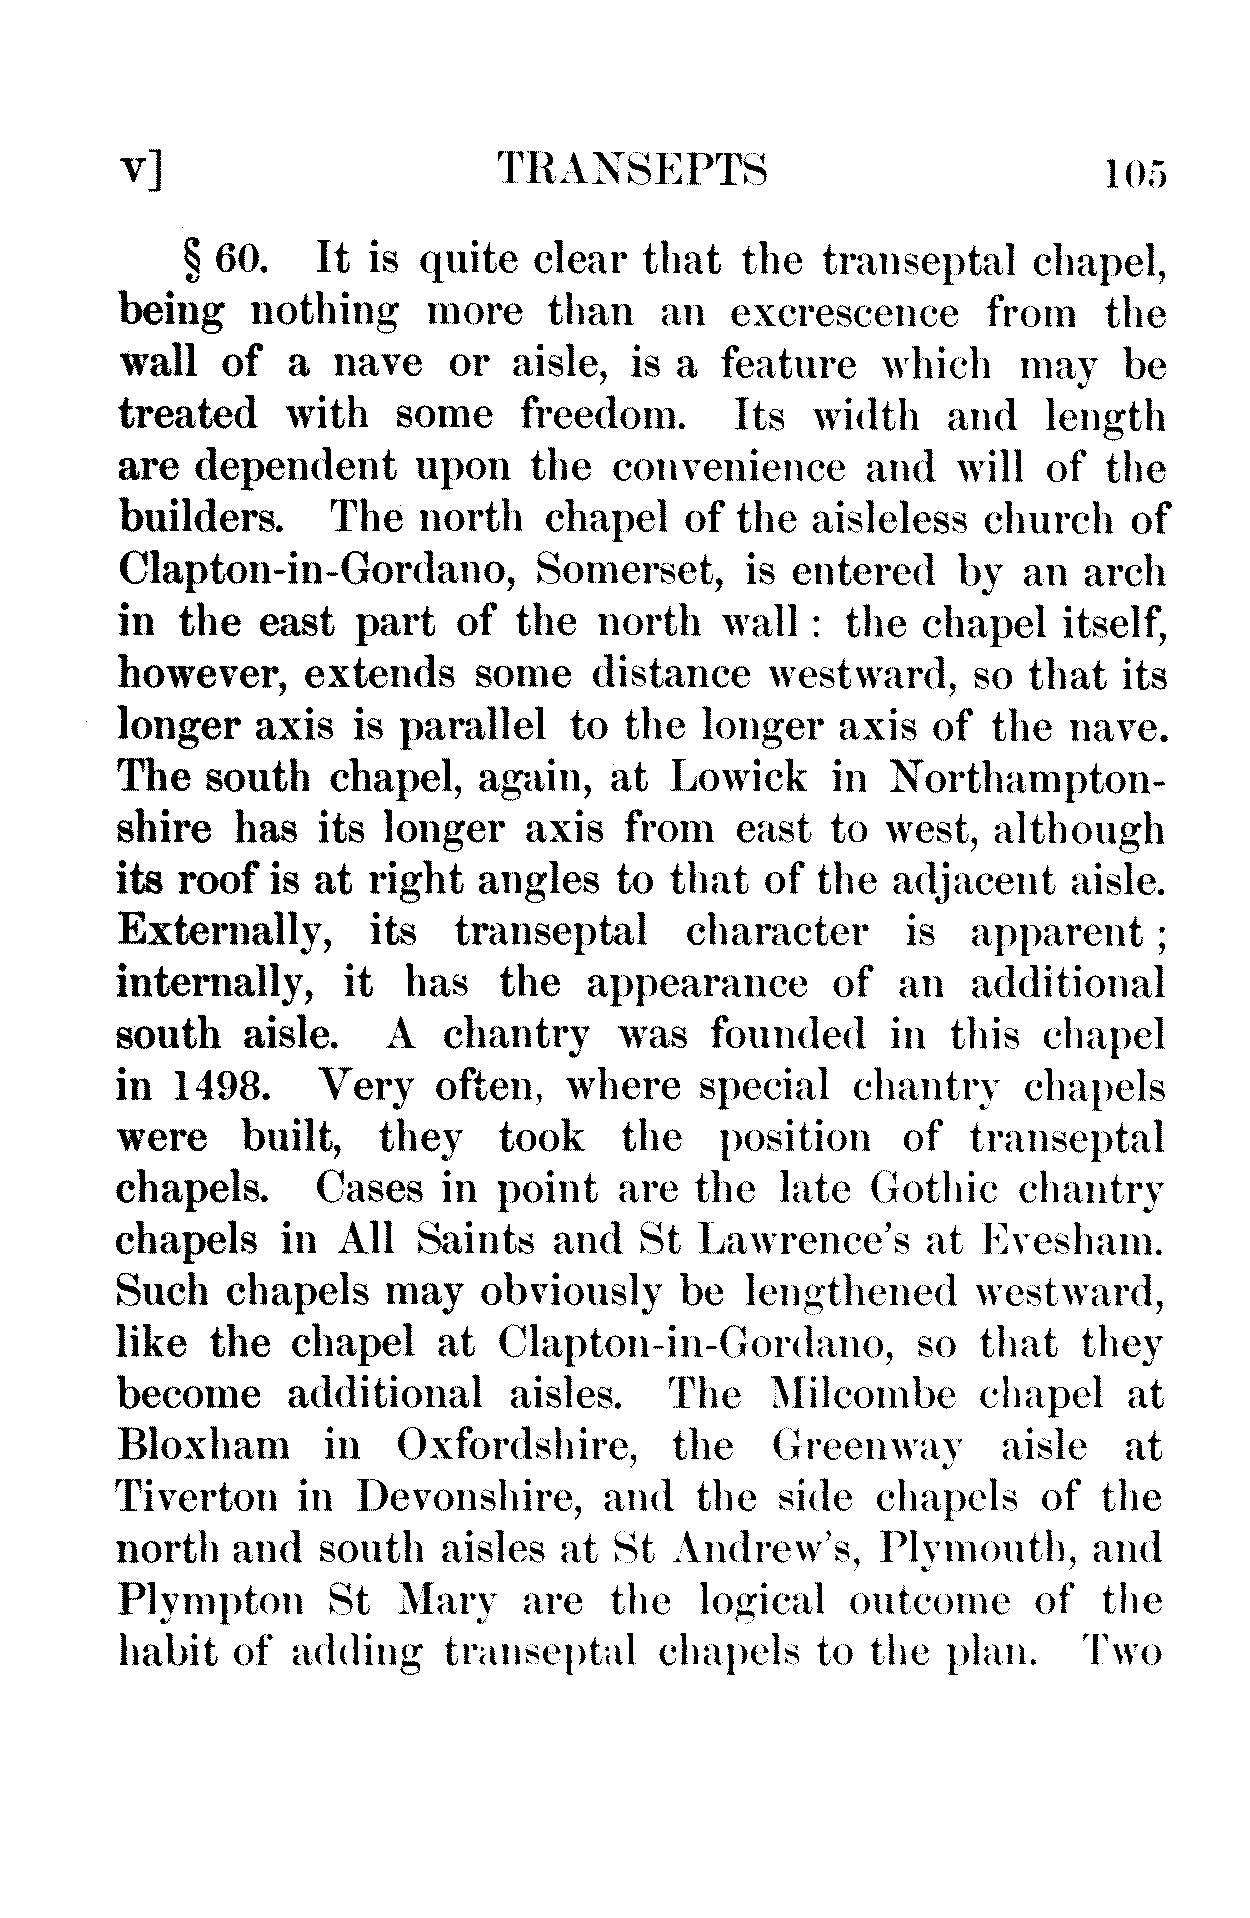 v] TRANSEPTS 105
§ 60. It is quite clear that the transeptal chapel,
being nothing more than an excrescence from the
wall of a nave or aisle, is a feature which may be
treated with some freedom. Its width and length
are dependent upon the convenience and will of the
builders. The north chapel of the aisleless church of
Clapton-in-Gordano, Somerset, is entered by an arch
in the east part of the north wall : the chapel itself,
however, extends some distance westward, so that its
longer axis is parallel to the longer axis of the nave.
The south chapel, again, at Lowick in Northampton-
shire has its longer axis from east to west, although
its roof is at right angles to that of the adjacent aisle.
Externally, its transeptal character is apparent ;
internally, it has the appearance of an additional
south aisle. A chantry was founded in this chapel
in 1498. Very often, where special chantry chapels
were built, they took the position of transeptal
chapels. Cases in point are the late Gothic chantry
chapels in All Saints and St Lawrence's at Evesham.
Such chapels may obviously be lengthened westward,
like the chapel at Clapton-in-Gordano, so that they
become additional aisles. The Milcombe chapel at
Bloxham in Oxfordshire, the Greenway aisle at
Tiverton in Devonshire, and the side chapels of the
north and south aisles at St Andrew's, Plymouth, and
Plympton St Mary are the logical outcome of the
habit of adding transeptal chapels to the plan. Two